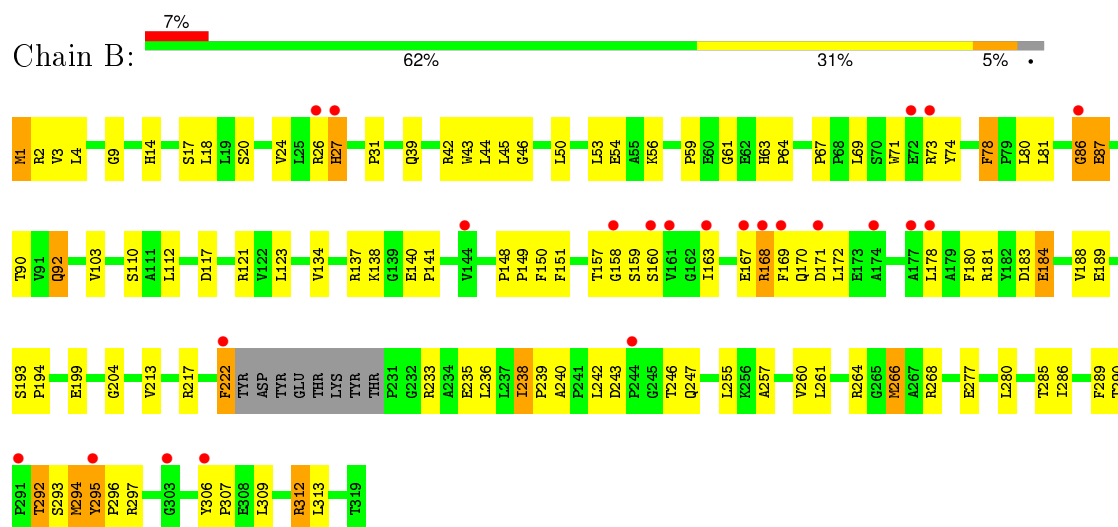 7%
Chain B:
62% 31% 5% •
M1 R2 V3 L4 G9 H14 S17 L18 L19 S20 V24 L25 R26 H27 P31 Q39 R42 W43 L44 L45 G46 L50 L53 E54 A55 K56 P59 E60 G61 E62 H63 P64 P67 P68 L69 S70 W71 E72 R73 Y74 F78 P79 L80 L81 G86 E87
T90 V91 Q92 V103 S110 A111 L112 D117 R121 V122 L123 V134 R137 K138 G139 E140 P141 V144 P148 P149 F150 F151 T157 G158 S159 S160 V161 G162 I163 E167 R168 F169 Q170 D171 L172 E173 A174 A177 L178 A179 F180 R181 Y182 D183 E184 V188 E189
S193 P194 E199 G204 V213 R217 F222 TYR ASP TYR GLU THR LYS TYR THR P231 G232 R233 A234 E235 L236 L237 I238 P239 A240 P241 L242 D243 P244 G245 T246 Q247 L255 K256 A257 V260 L261 R264 G265 M266 A267 R268 E277 L280 T285 I286 F289 T290
P291 T292 S293 M294 Y295 P296 R297 G303 Y306 P307 E308 L309 R312 L313 T319